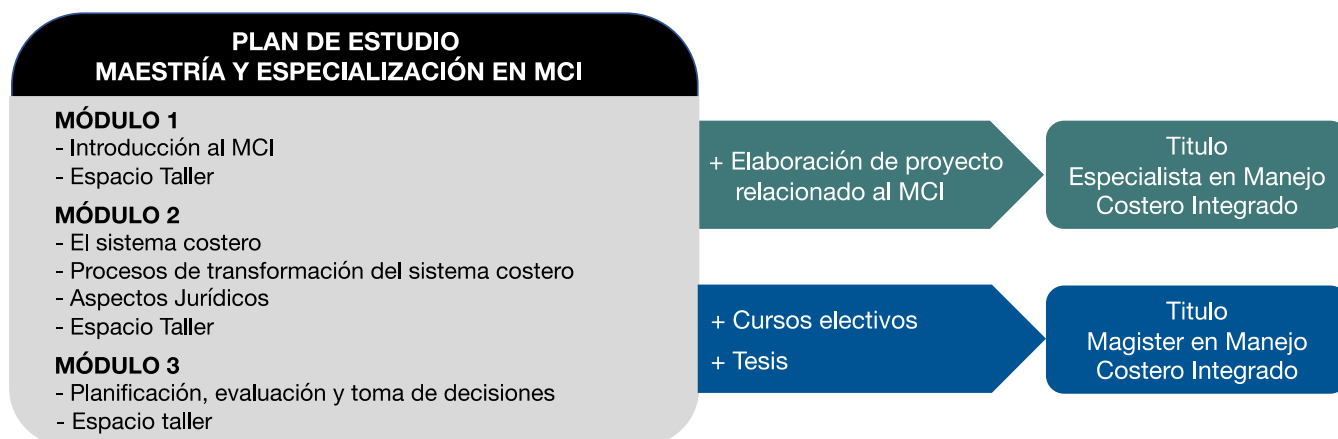 PLAN DE ESTUDIO
MAESTRÍA Y ESPECIALIZACIÓN EN MCI
MÓDULO 1
- Introducción al MCI
- Espacio Taller
MÓDULO 2
- El sistema costero
- Procesos de transformación del sistema costero
- Aspectos Jurídicos
- Espacio Taller
MÓDULO 3
- Planificación, evaluación y toma de decisiones
- Espacio taller
+ Elaboración de proyecto
relacionado al MCI
Titulo
Especialista en Manejo
Costero Integrado
+ Cursos electivos
+ Tesis
Titulo
Magister en Manejo
Costero Integrado